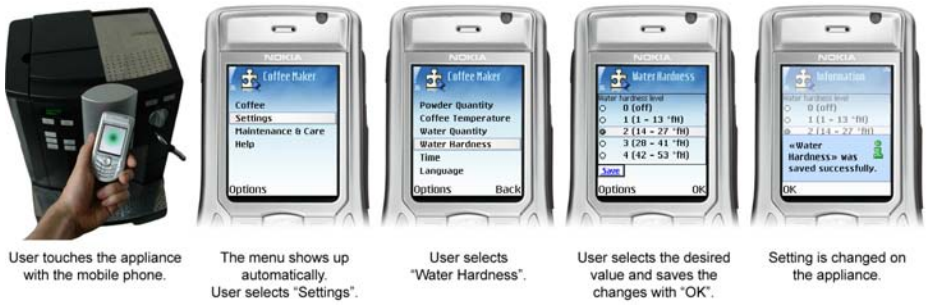 NOKIA
Coffee Maker
Coffee
Settings
Maintenance & Care
Help
Options
NOKIA
Coffee Maker
Powder Quantity
Coffee Temperature
Water Quantity
Water Hardness
Time
Language
Options Back
NOKIA
Water Hardness
Water hardness level
0 (off)
1 (1 - 13 °fH)
2 (14 - 27 °fH)
3 (28 - 41 °fH)
4 (42 - 53 °fH)
Save
Options OK
NOKIA
Information
Water hardness level
0 (off)
1 (1 - 13 °fH)
2 (14 - 27 °fH)
«Water
Hardness» was
saved successfully.
OK
User touches the appliance
with the mobile phone.
The menu shows up
automatically.
User selects "Settings".
User selects
"Water Hardness".
User selects the desired
value and saves the
changes with "OK".
Setting is changed on
the appliance.